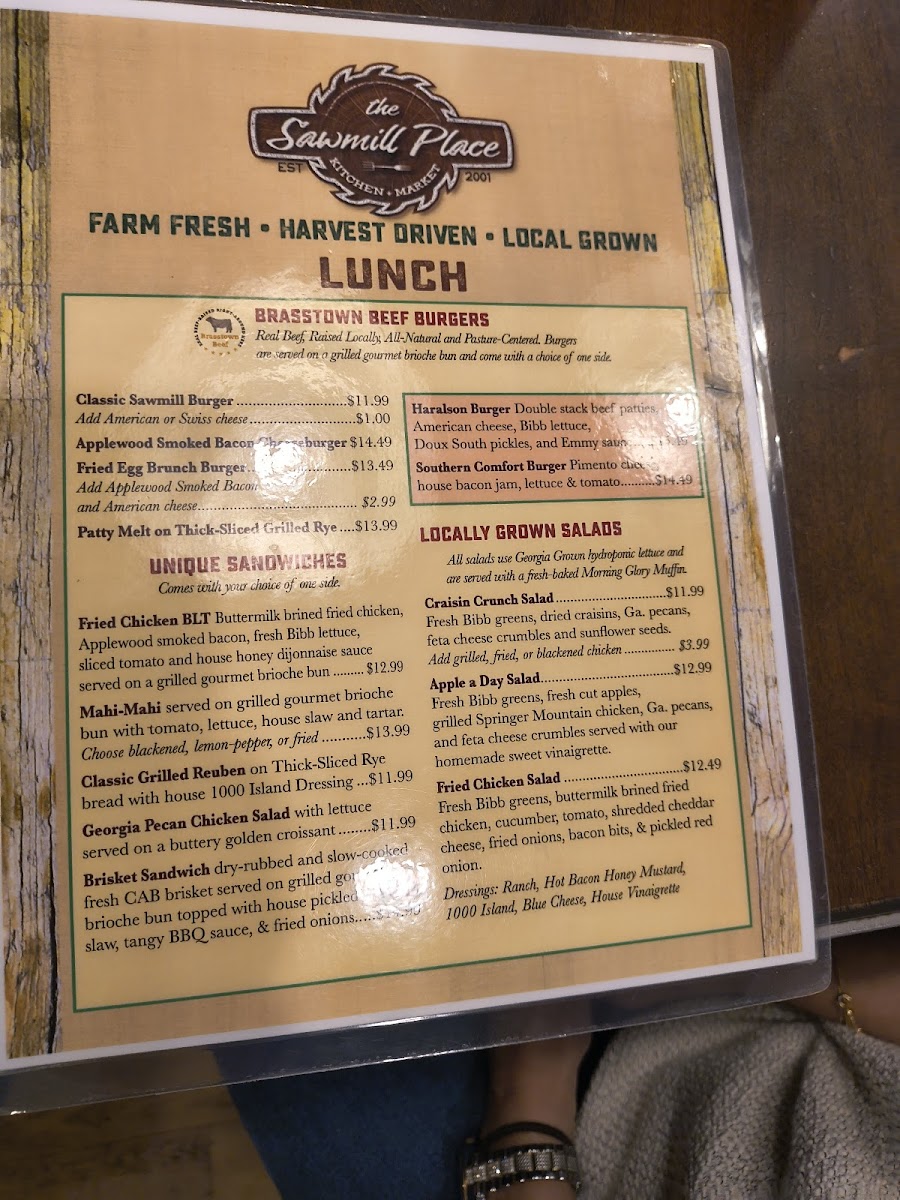 the
Sawmill Place
KITCHEN • MARKET
EST 2001
FARM FRESH • HARVEST DRIVEN • LOCAL GROWN
LUNCH
Brasstown
Beef
BRASSTOWN BEEF BURGERS
Real Beef, Raised Locally, All-Natural and Pasture-Centered. Burgers
are served on a grilled gourmet brioche bun and come with a choice of one side.
Classic Sawmill Burger ........................$11.99
Add American or Swiss cheese...........................$1.00
Applewood Smoked Bacon Cheeseburger $14.49
Fried Egg Brunch Burger.......................$13.49
Add Applewood Smoked Bacon
and American cheese........................................ $2.99
Patty Melt on Thick-Sliced Grilled Rye....$13.99
UNIQUE SANDWICHES
Comes with your choice of one side.
Fried Chicken BLT Buttermilk brined fried chicken,
Applewood smoked bacon, fresh Bibb lettuce,
sliced tomato and house honey dijonnaise sauce
served on a grilled gourmet brioche bun ......... $12.99
Mahi-Mahi served on grilled gourmet brioche
bun with tomato, lettuce, house slaw and tartar.
Choose blackened, lemon-pepper, or fried ...........$13.99
Classic Grilled Reuben on Thick-Sliced Rye
bread with house 1000 Island Dressing ...$11.99
Georgia Pecan Chicken Salad with lettuce
served on a buttery golden croissant ........$11.99
Brisket Sandwich dry-rubbed and slow-cooked
fresh CAB brisket served on grilled
brioche bun topped with house pickled
slaw, tangy BBQ sauce, & fried onions.....
Haralson Burger Double stack beef patties,
American cheese, Bibb lettuce,
Doux South pickles, and Emmy
Southern Comfort Burger Pimento cheese,
house bacon jam, lettuce & tomato.........$14.49
LOCALLY GROWN SALADS
All salads use Georgia Grown hydroponic lettuce and
are served with a fresh-baked Morning Glory Muffin.
Craisin Crunch Salad............................$11.99
Fresh Bibb greens, dried craisins, Ga. pecans,
feta cheese crumbles and sunflower seeds.
Add grilled, fried, or blackened chicken ............. $3.99
Apple a Day Salad.................................$12.99
Fresh Bibb greens, fresh cut apples,
grilled Springer Mountain chicken, Ga. pecans,
and feta cheese crumbles served with our
homemade sweet vinaigrette.
Fried Chicken Salad ..............................$12.49
Fresh Bibb greens, buttermilk brined fried
chicken, cucumber, tomato, shredded cheddar
cheese, fried onions, bacon bits, & pickled red
onion.
Dressings: Ranch, Hot Bacon Honey Mustard,
1000 Island, Blue Cheese, House Vinaigrette